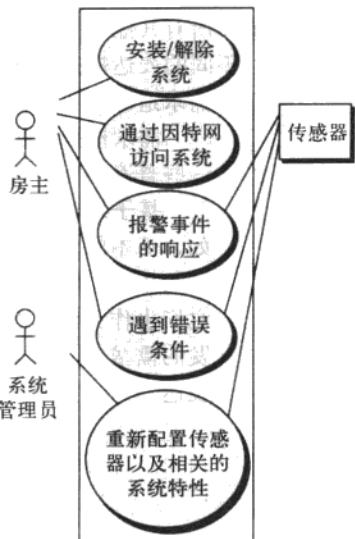 安装/解除
系统
通过因特网
访问系统
传感器
房主
报警事件
的响应
遇到错误
条件
系统
管理员
重新配置传感
器以及相关的
系统特性